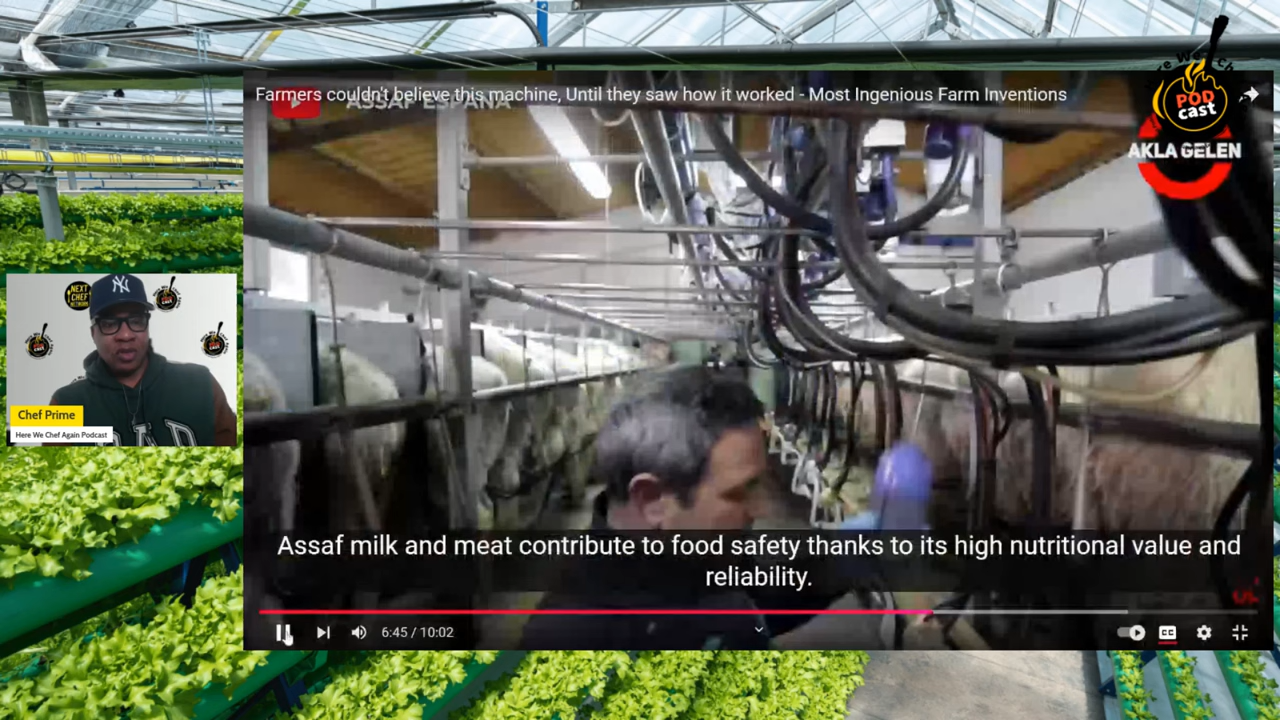 Farmers couldn't believe this machine, Until they saw how it worked - Most Ingenious Farm Inventions
ASSAF ESPAÑA
POD
cast
AKLA GELEN
NEXT
CHEF
NETWORK
Chef Prime
Here We Chef Again Podcast
Assaf milk and meat contribute to food safety thanks to its high nutritional value and
reliability.
6:45 / 10:02
CC